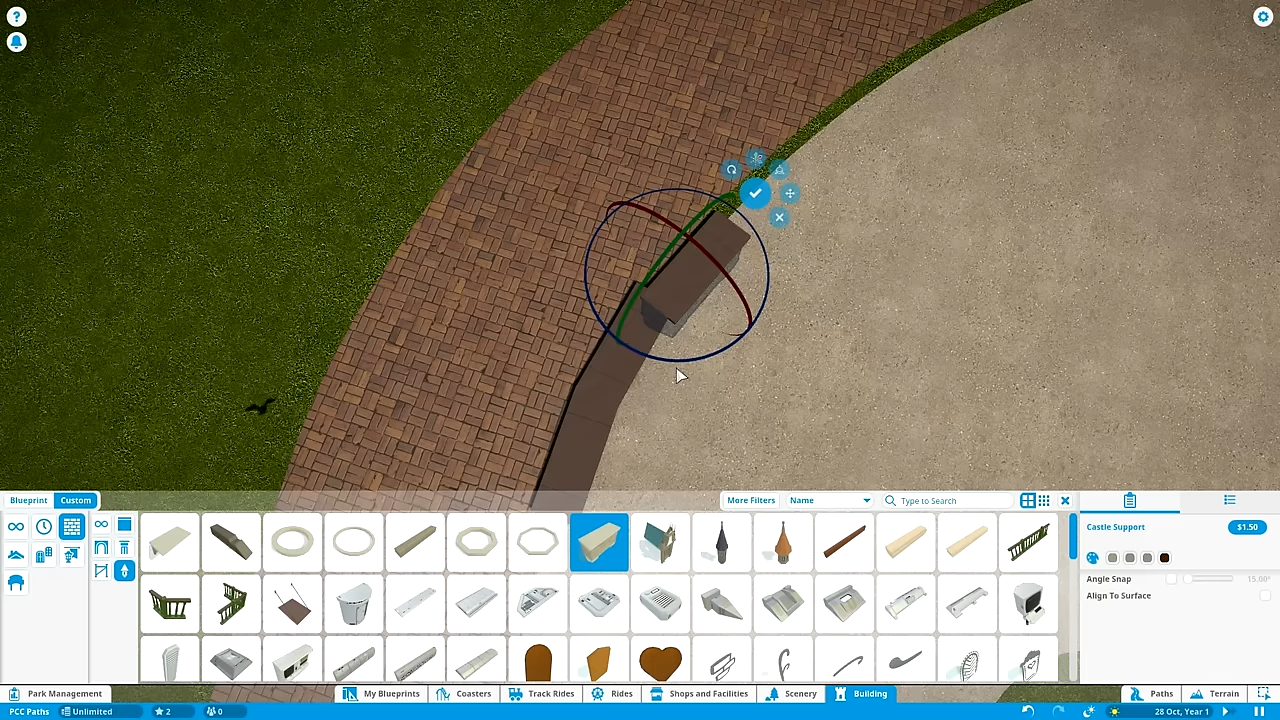 ?
Blueprint Custom
More Filters Name Type to Search
Castle Support $1.50
Angle Snap 15.00°
Align To Surface
Park Management My Blueprints Coasters Track Rides Rides Shops and Facilities Scenery Building Paths Terrain
PCC Paths Unlimited 2 0 28 Oct, Year 1